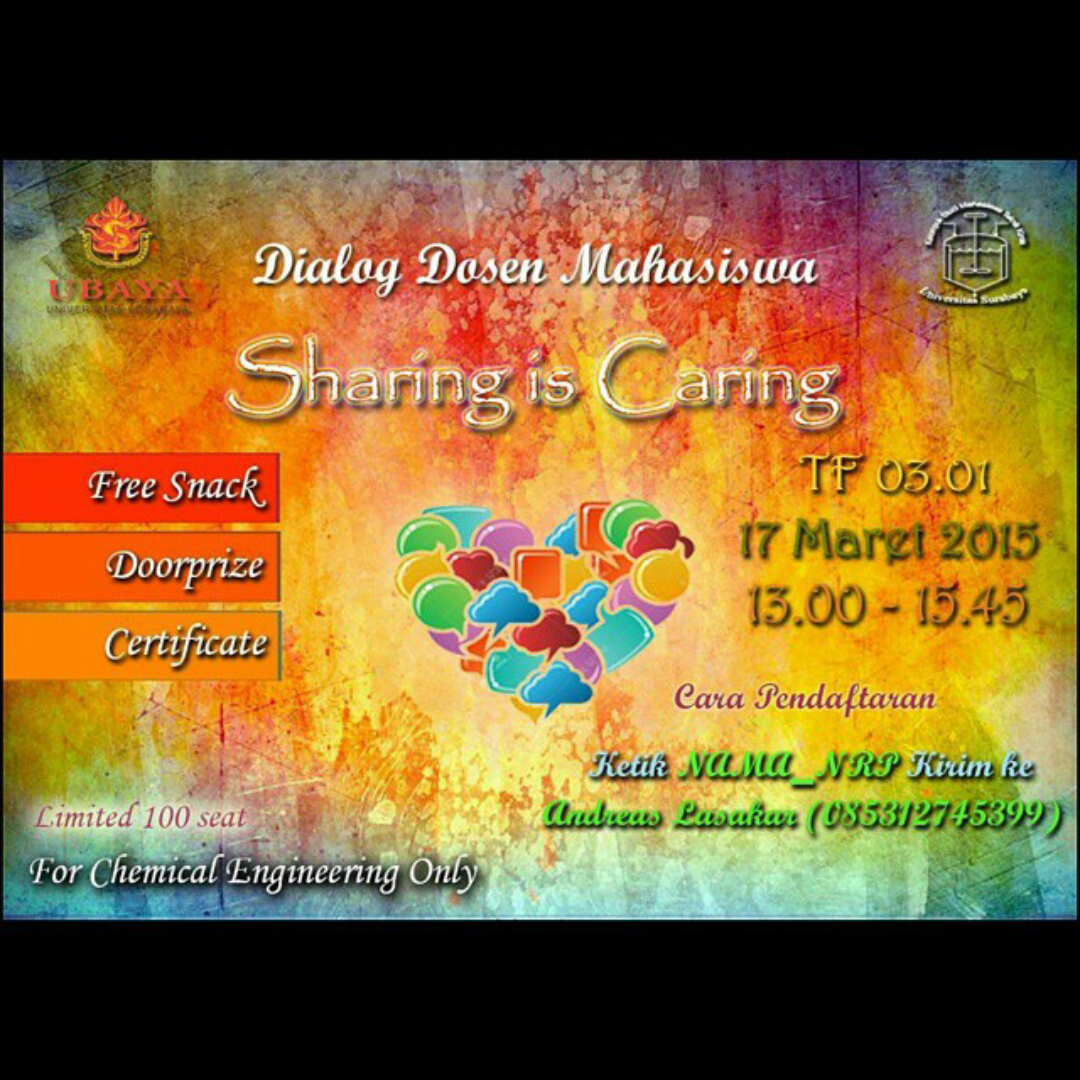 UBAYA
UNIVERSITAS SURABAYA
Universitas Surabaya
Dialog Dosen Mahasiswa
Sharing is Caring
Free Snack
Doorprize
Certificate
TF 03.01
17 Maret 2015
13.00 - 15.45
Cara Pendaftaran
Ketik NAMA_NRP Kirim ke
Andreas Lusakar (085312745399)
Limited 100 seat
For Chemical Engineering Only